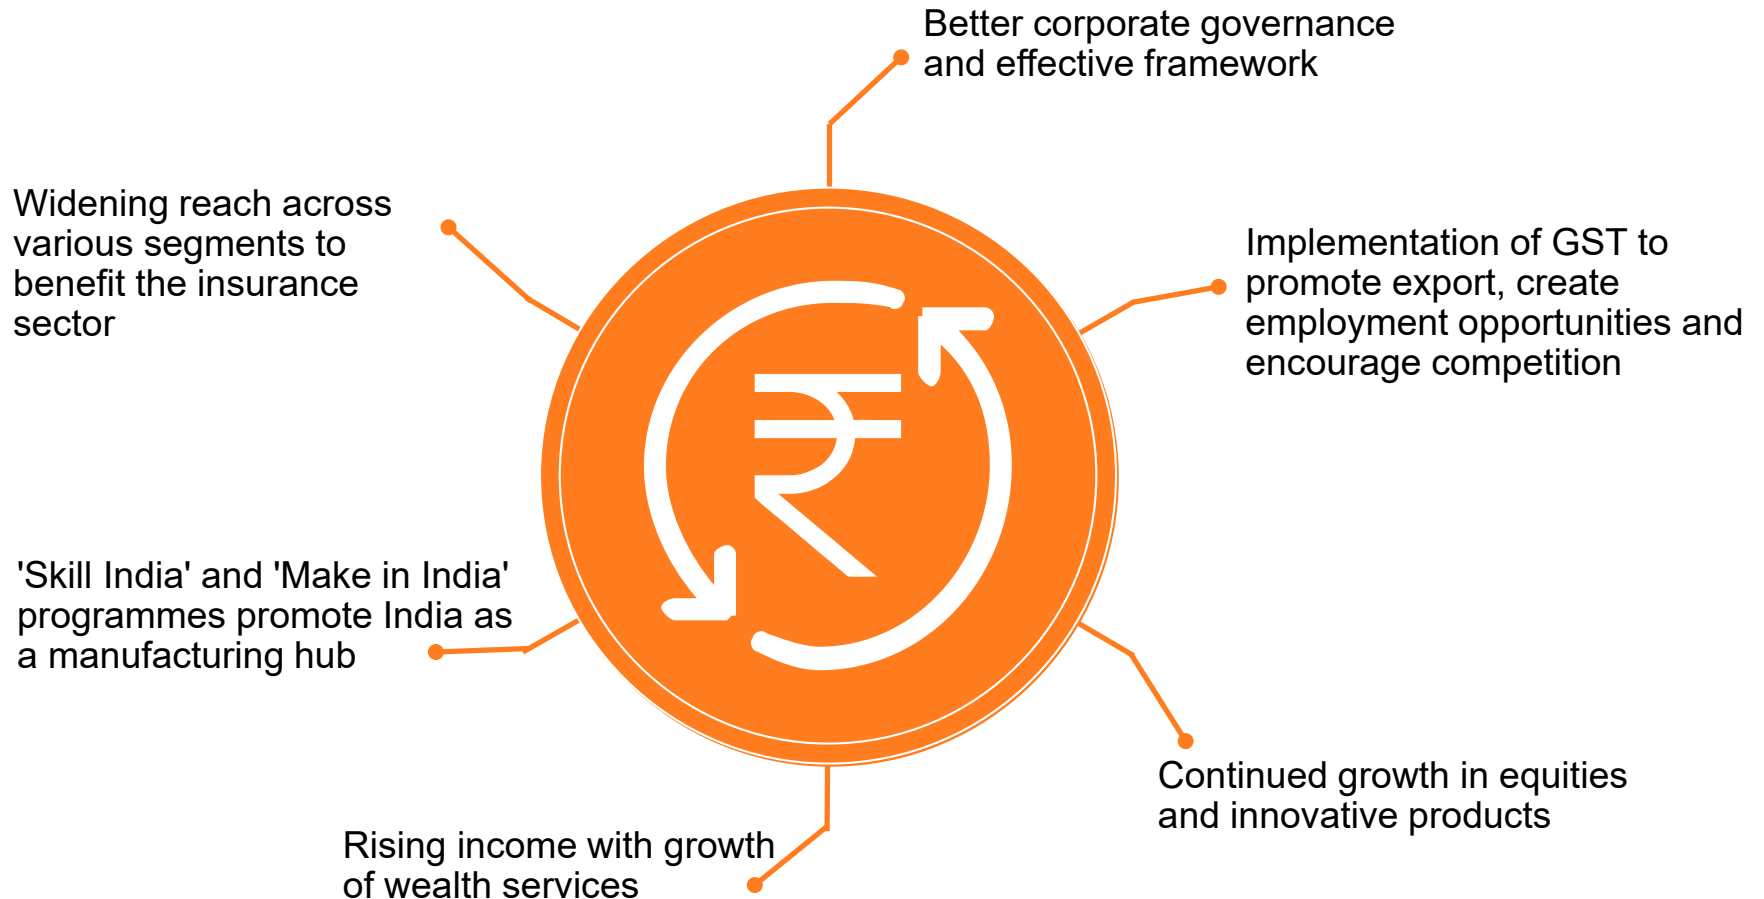 Better corporate governance
and effective framework
Widening reach across
various segments to
benefit the insurance
sector
Implementation of GST to
promote export, create
employment opportunities and
encourage competition
'Skill India' and 'Make in India'
programmes promote India as
a manufacturing hub
Continued growth in equities
and innovative products
Rising income with growth
of wealth services
₹